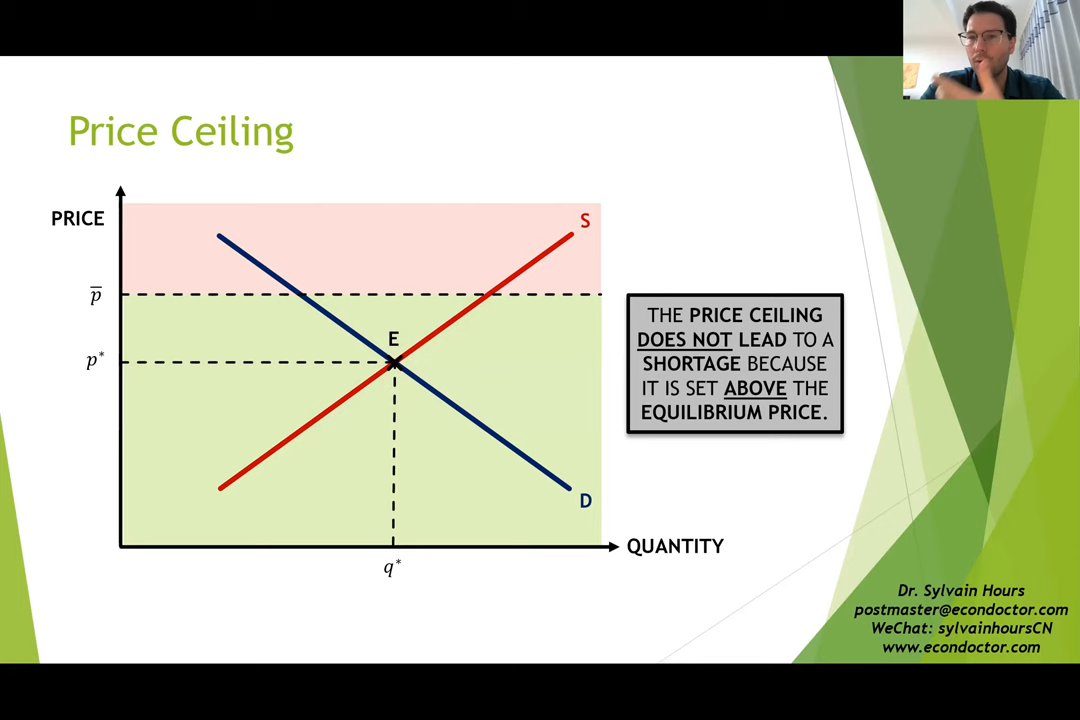 Price Ceiling
PRICE
S
THE PRICE CEILING
DOES NOT LEAD TO A
SHORTAGE BECAUSE
IT IS SET ABOVE THE
EQUILIBRIUM PRICE.
p̅
E
p*
D
QUANTITY
q*
Dr. Sylvain Hours
postmaster@econdoctor.com
WeChat: sylvainhoursCN
www.econdoctor.com